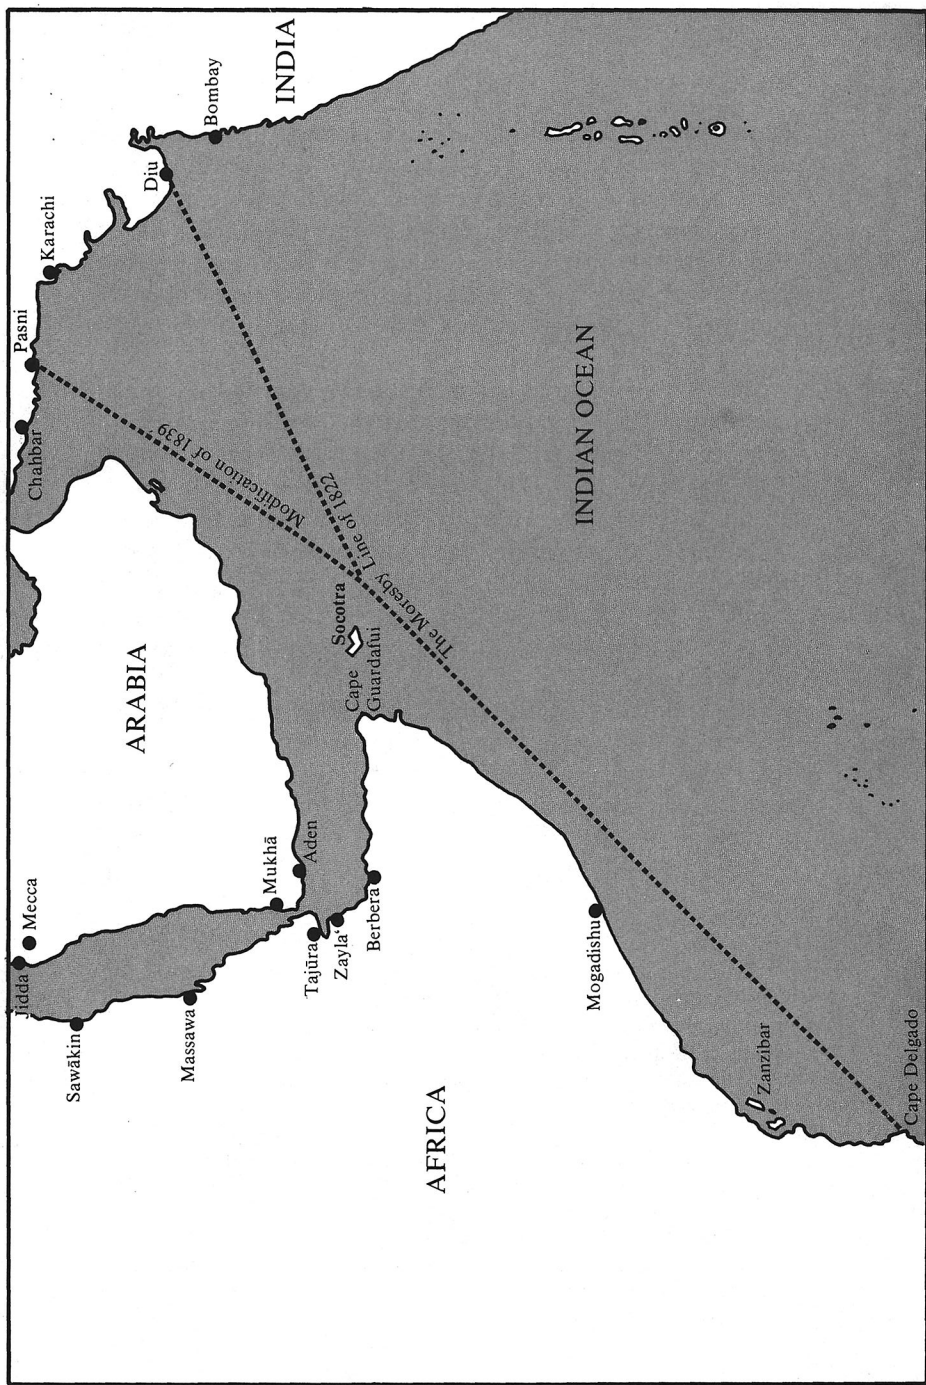 Jidda
Mecca
Sawākin
Massawa
Mukhā
Aden
Tajūra
Zayla‘
Berbera
ARABIA
AFRICA
Chahbar
Pasni
Karachi
Diu
Bombay
INDIA
Modification of 1839
The Moresby Line of 1822
Socotra
Cape
Guardafui
INDIAN OCEAN
Mogadishu
Zanzibar
Cape Delgado